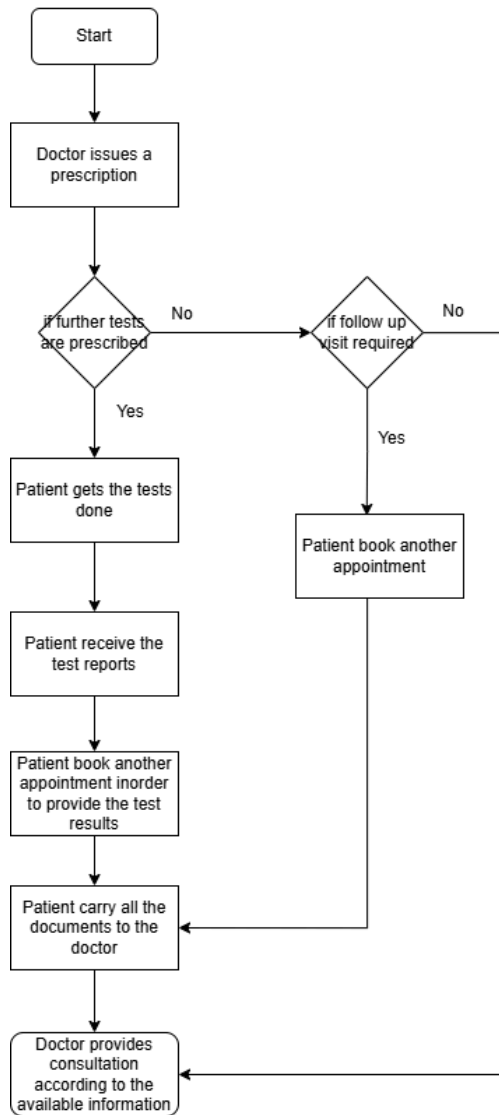 Start
Doctor issues a
prescription
if further tests
are prescribed
No
if follow up
visit required
No
Yes
Yes
Patient gets the tests
done
Patient book another
appointment
Patient receive the
test reports
Patient book another
appointment inorder
to provide the test
results
Patient carry all the
documents to the
doctor
Doctor provides
consultation
according to the
available information